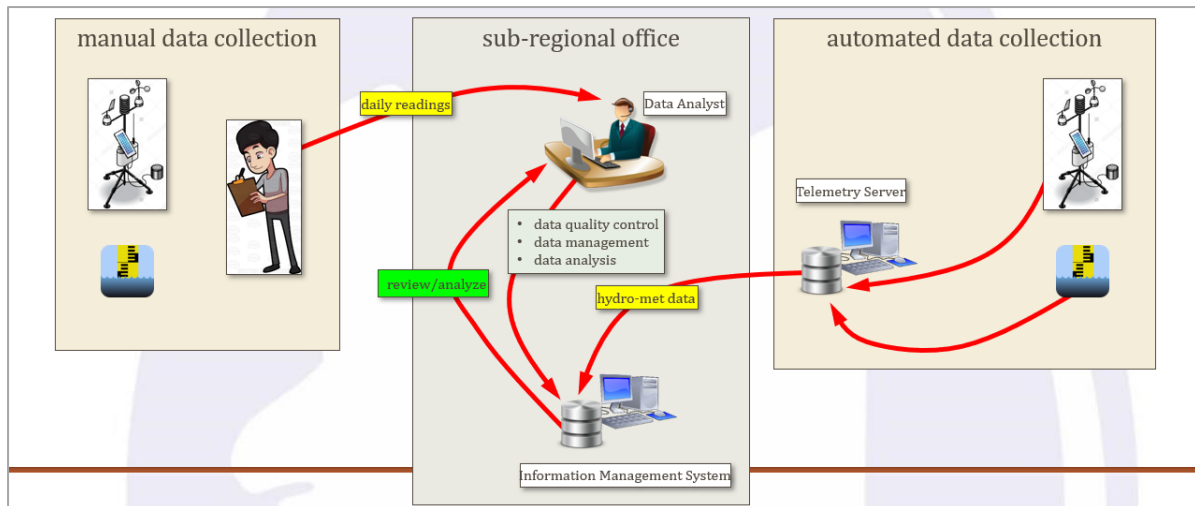 manual data collection
sub-regional office
automated data collection
daily readings
Data Analyst
Telemetry Server
• data quality control
• data management
• data analysis
review/analyze
hydro-met data
Information Management System